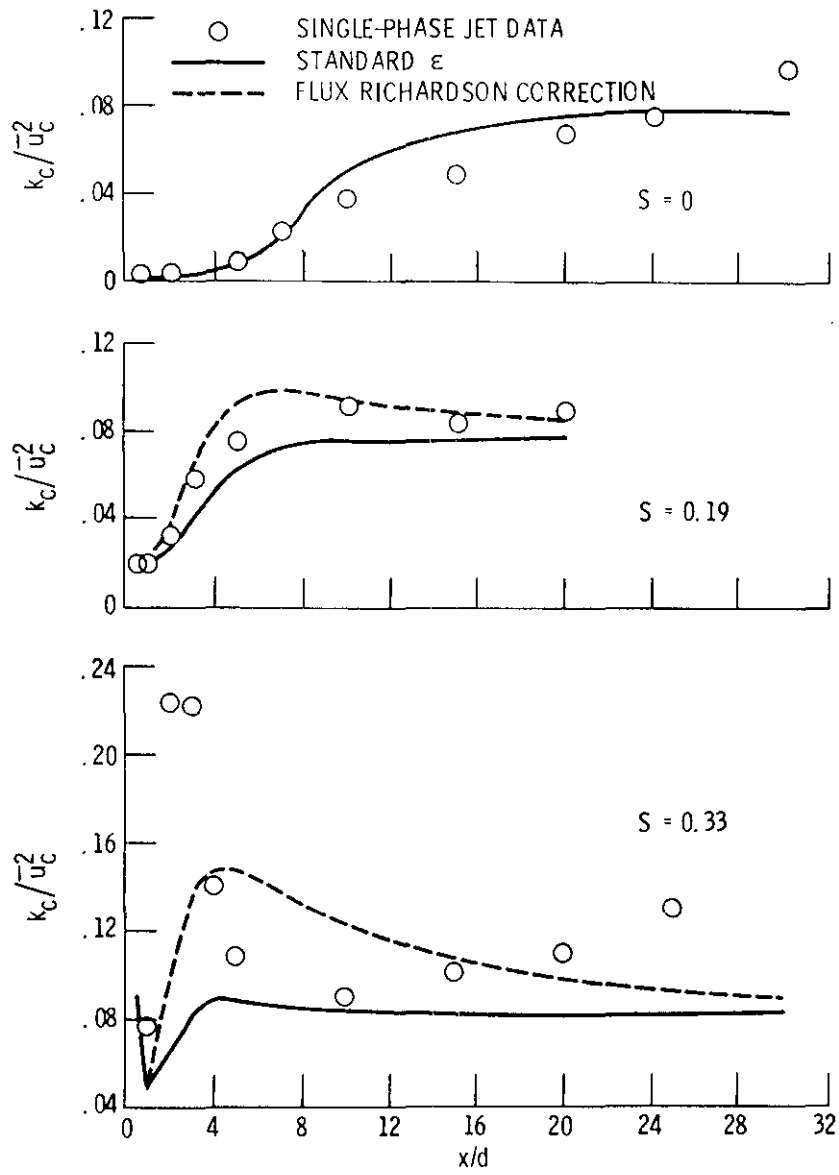 SINGLE-PHASE JET DATA
STANDARD ε
FLUX RICHARDSON CORRECTION
.12
.08
.04
0
k_C/ū_C^2
S = 0
.12
.08
.04
0
k_C/ū_C^2
S = 0.19
.24
.20
.16
.12
.08
.04
k_C/ū_C^2
S = 0.33
0 4 8 12 16 20 24 28 32
x/d